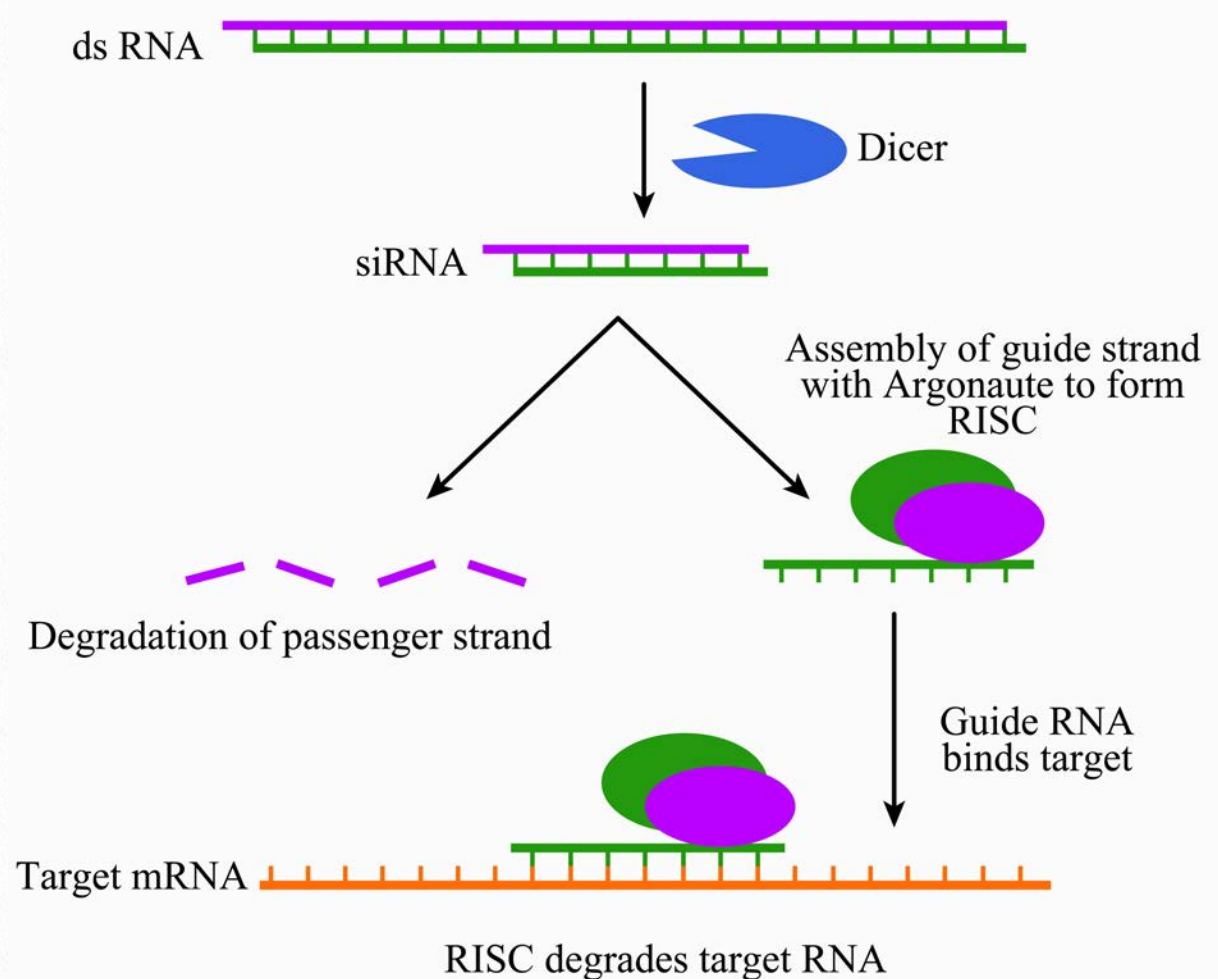 ds RNA
Dicer
siRNA
Assembly of guide strand
with Argonaute to form
RISC
Degradation of passenger strand
Guide RNA
binds target
Target mRNA
RISC degrades target RNA